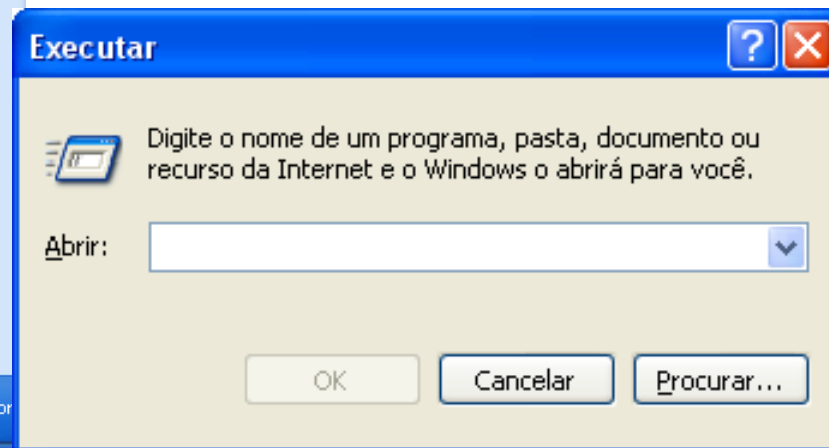 Executar
Digite o nome de um programa, pasta, documento ou
recurso da Internet e o Windows o abrirá para você.
Abrir:
OK
Cancelar
Procurar...